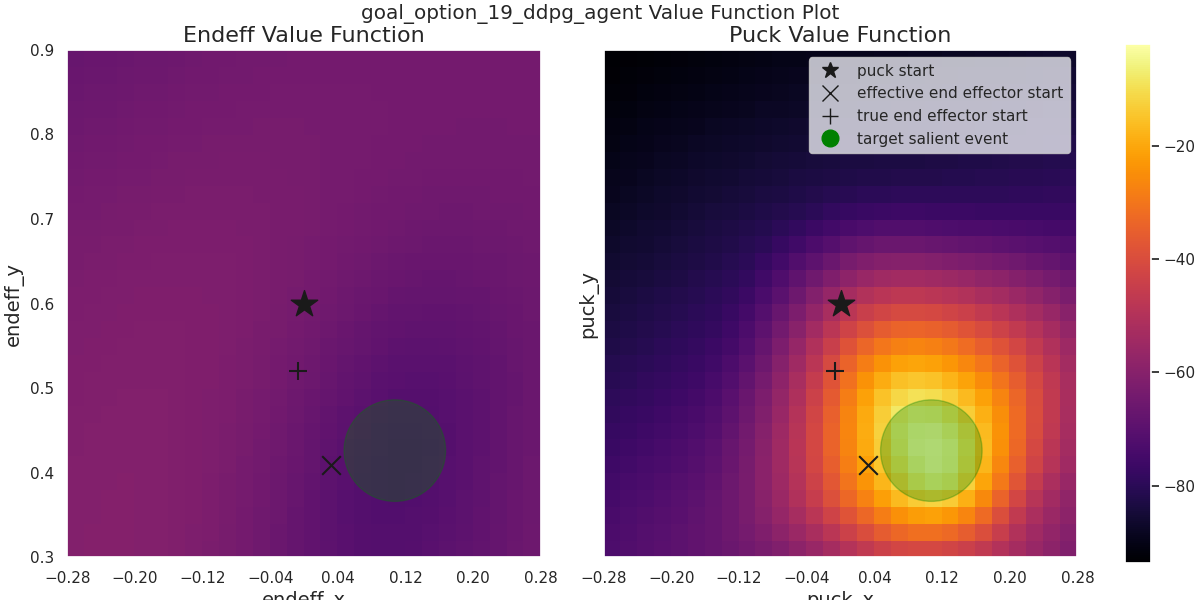 goal_option_19_ddpg_agent Value Function Plot
Endeff Value Function
Puck Value Function
0.9
0.8
0.7
0.6
0.5
0.4
0.3
endeff_y
−0.28
−0.20
−0.12
−0.04
0.04
0.12
0.20
0.28
endeff_x
puck start
effective end effector start
true end effector start
target salient event
puck_y
−0.28
−0.20
−0.12
−0.04
0.04
0.12
0.20
0.28
puck_x
−20
−40
−60
−80